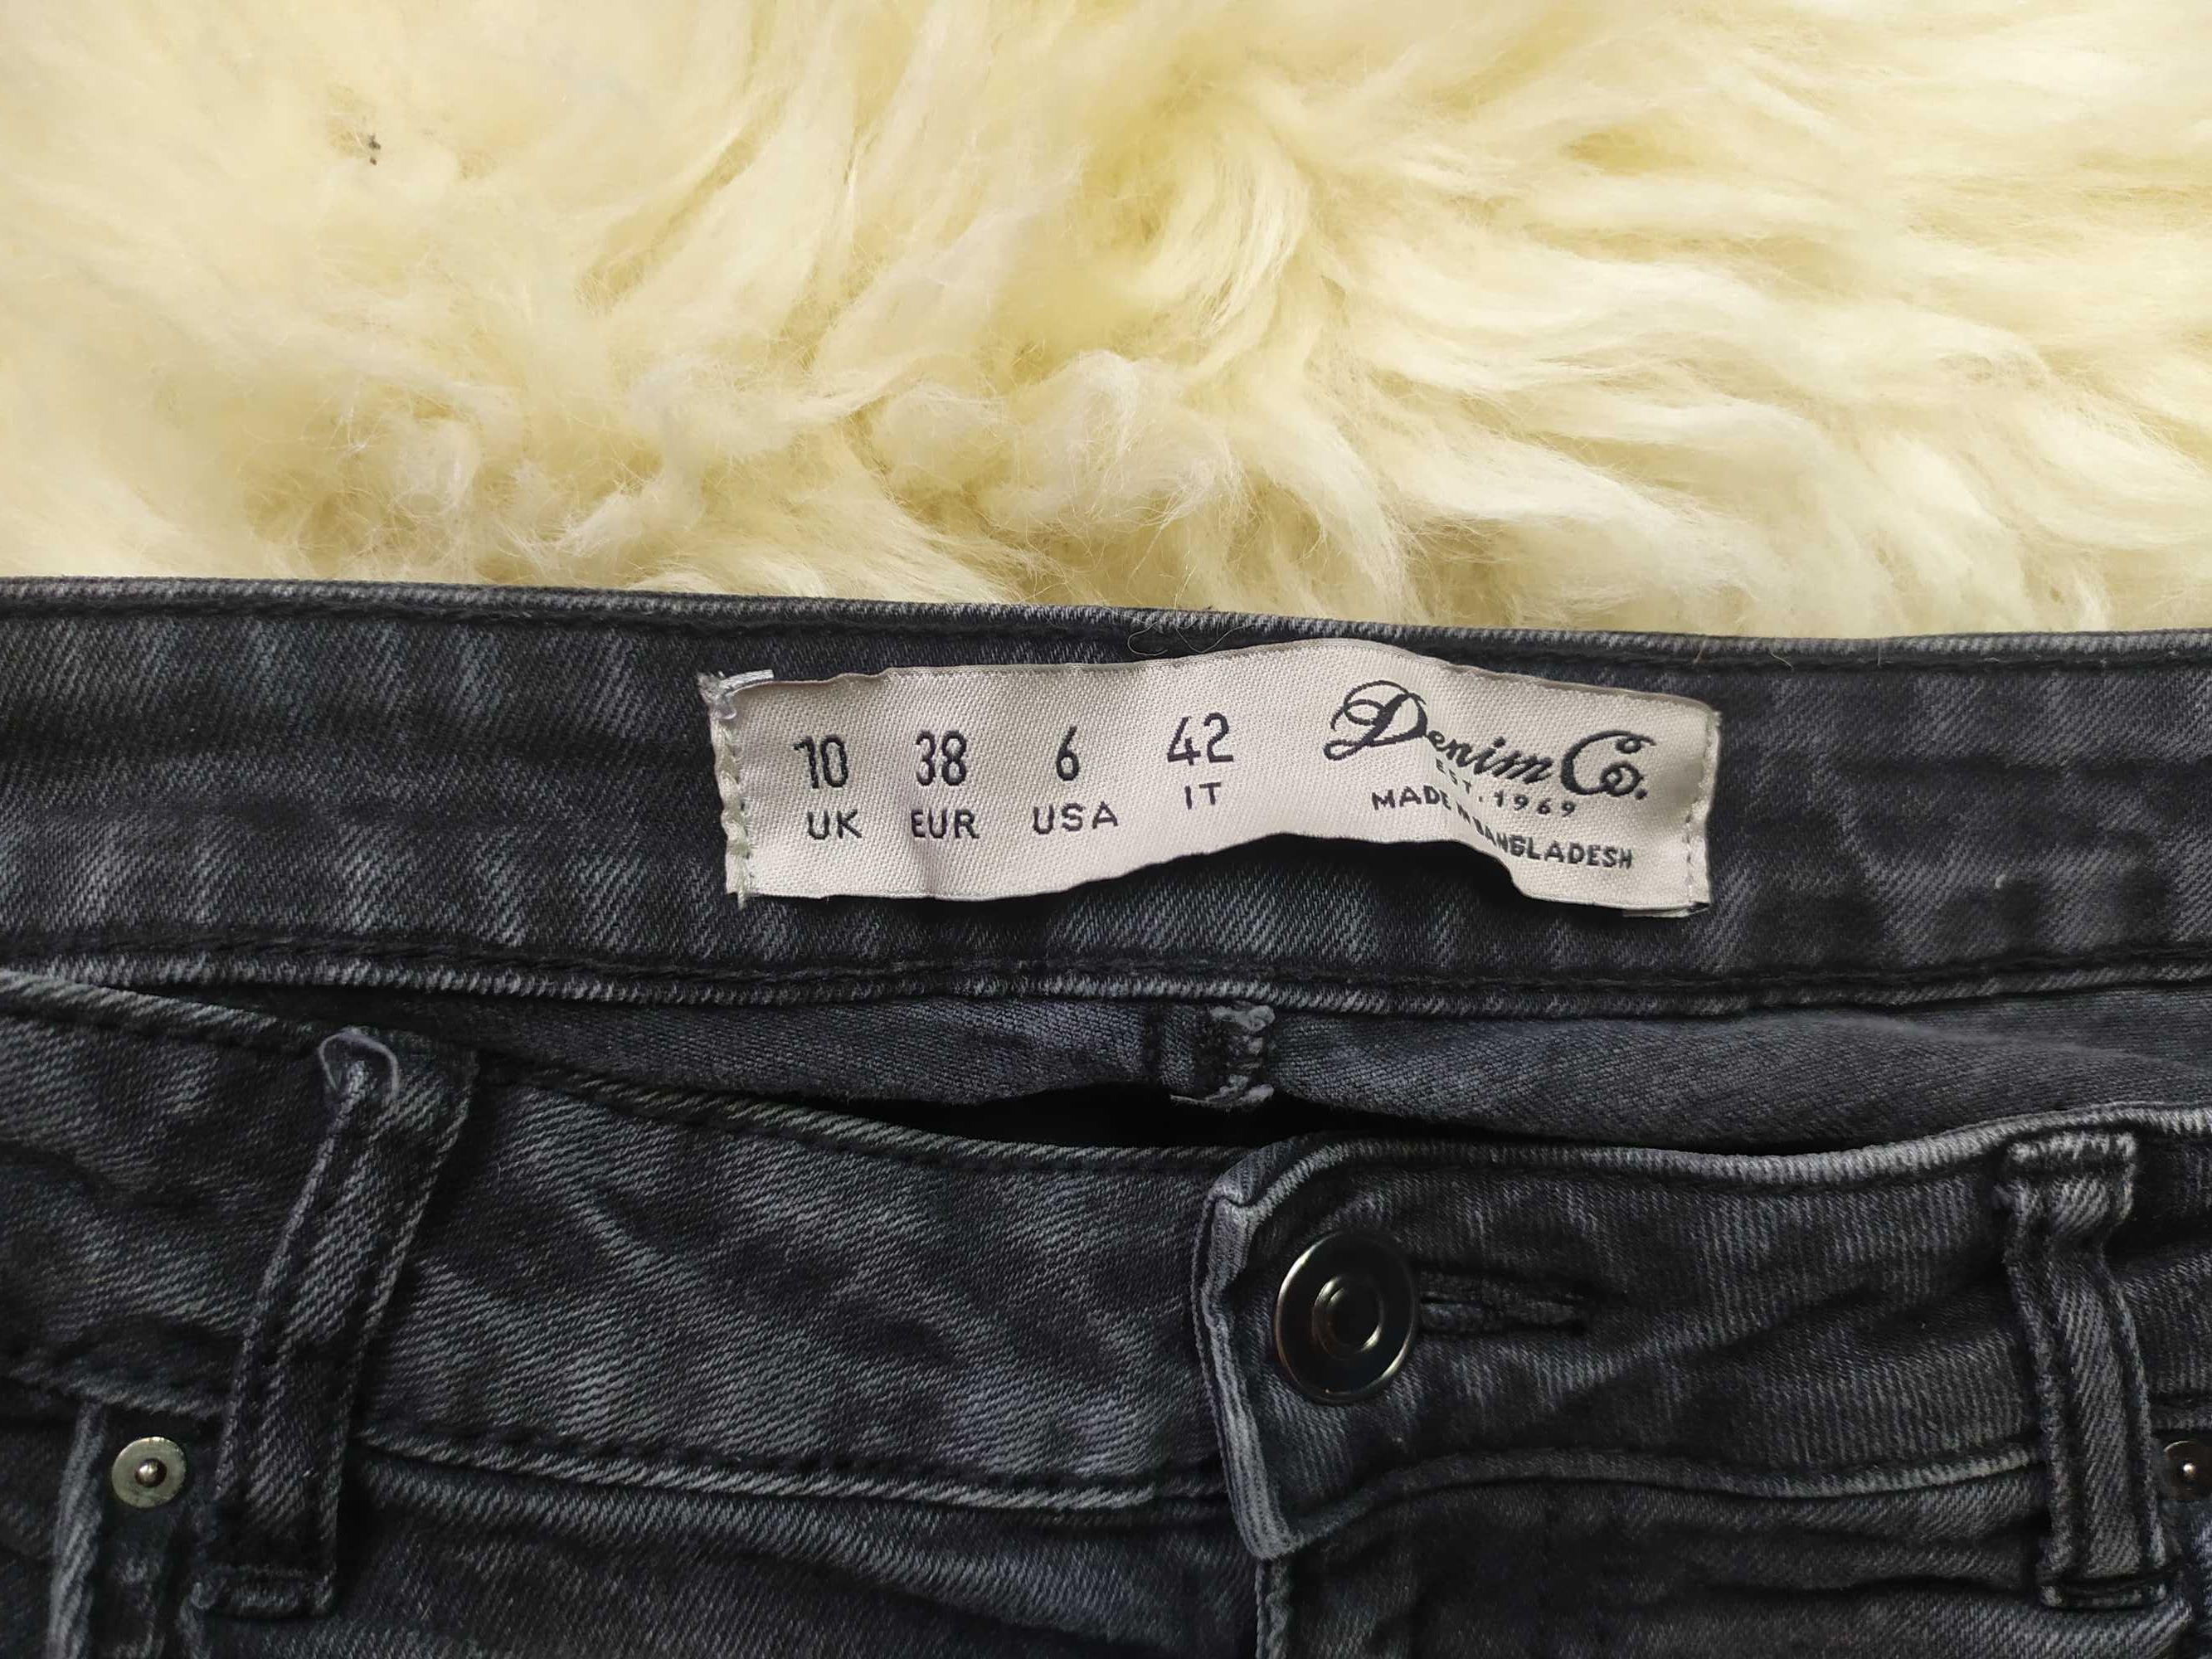 10 38 6 42
UK EUR USA IT
Denim Co.
EST. 1969
MADE IN BANGLADESH